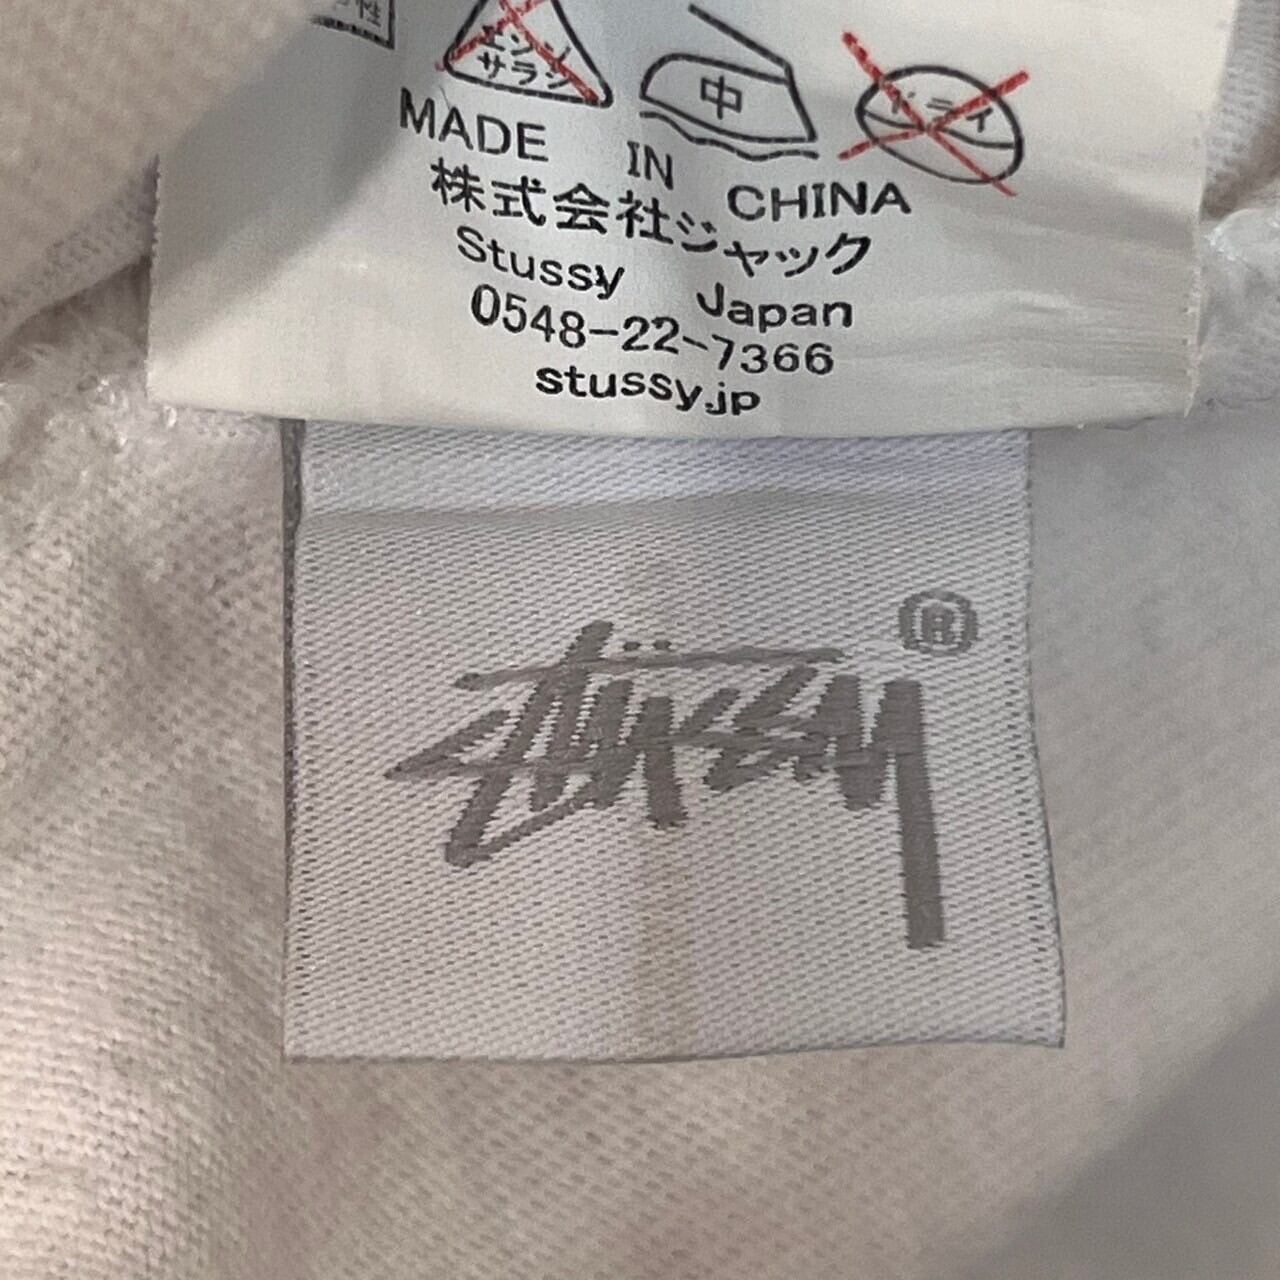 エンソ
サラシ
中
ドライ
MADE IN CHINA
株式会社ジャック
Stussy Japan
0548-22-7366
stussy.jp
Stüssy ®